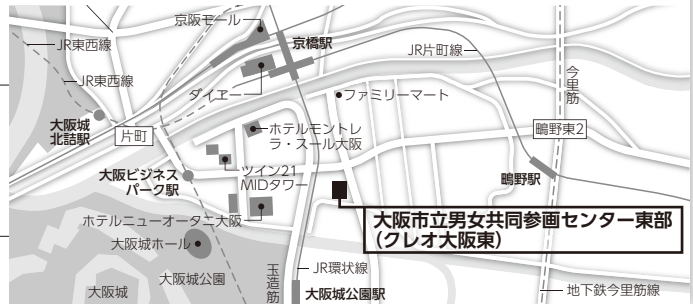 京阪モール
京橋駅
JR東西線
JR片町線
JR東西線
ダイエー
ファミリーマート
今里筋
大阪城
北詰駅
片町
ホテルモントレ
ラ・スール大阪
鴫野東2
ツイン21
MIDタワー
大阪ビジネス
パーク駅
鴫野駅
ホテルニューオータニ大阪
大阪市立男女共同参画センター東部
(クレオ大阪東)
大阪城ホール
大阪城公園
JR環状線
玉造筋
大阪城
大阪城公園駅
地下鉄今里筋線